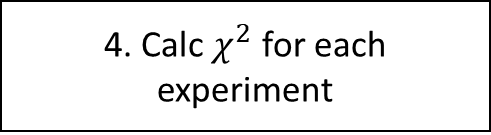 4. Calc χ² for each
experiment